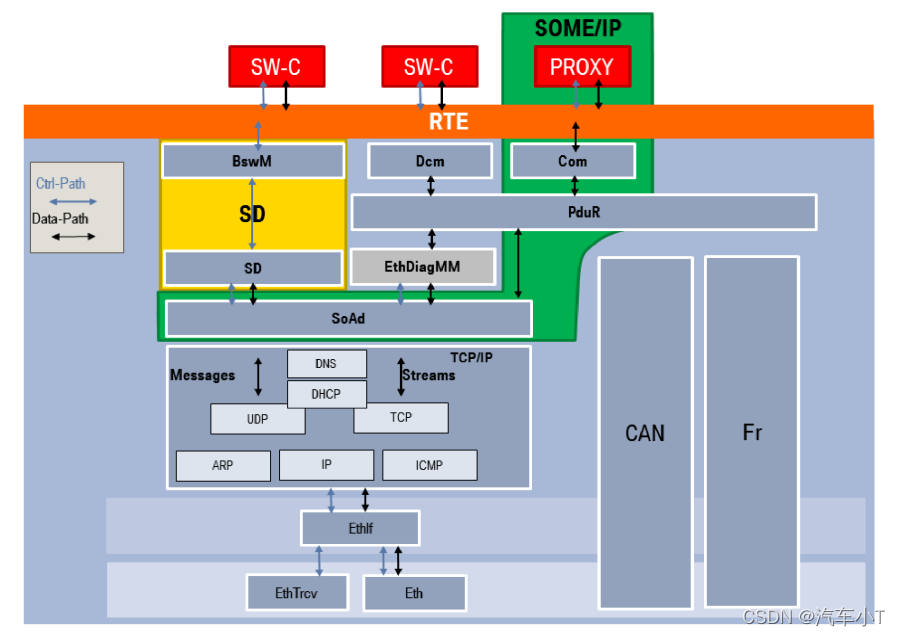 SOME/IP
SW-C
SW-C
PROXY
RTE
BswM
Dcm
Com
Ctrl-Path
Data-Path
SD
PduR
SD
EthDiagMM
SoAd
TCP/IP
Messages
DNS
Streams
DHCP
UDP
TCP
ARP
IP
ICMP
CAN
Fr
EthIf
EthTrcv
Eth
CSDN @汽车小T